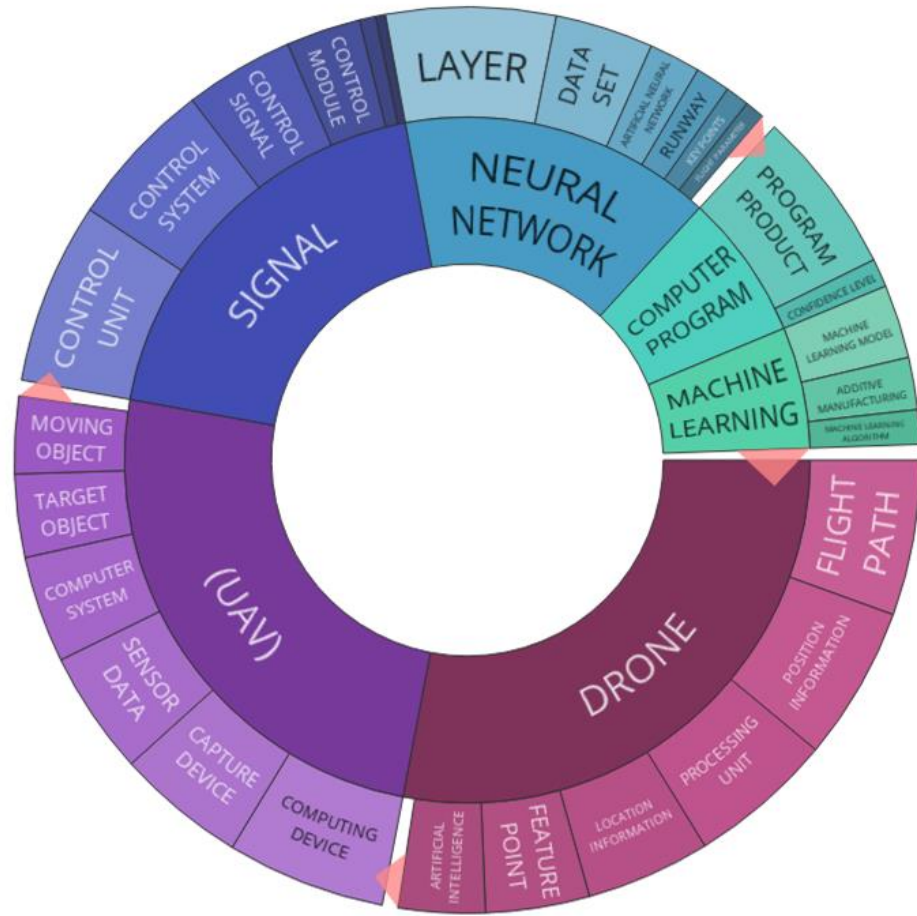 LAYER
DATA
SET
ARTIFICIAL NEURAL
NETWORK
RUNWAY
KEY POINTS
FLIGHT PARAMETER
NEURAL
NETWORK
PROGRAM
PRODUCT
CONFIDENCE LEVEL
COMPUTER
PROGRAM
MACHINE
LEARNING MODEL
ADDITIVE
MANUFACTURING
MACHINE LEARNING
ALGORITHM
MACHINE
LEARNING
FLIGHT
PATH
POSITION
INFORMATION
PROCESSING
UNIT
LOCATION
INFORMATION
FEATURE
POINT
ARTIFICIAL
INTELLIGENCE
DRONE
COMPUTING
DEVICE
CAPTURE
DEVICE
SENSOR
DATA
COMPUTER
SYSTEM
TARGET
OBJECT
MOVING
OBJECT
(UAV)
CONTROL
UNIT
CONTROL
SYSTEM
CONTROL
SIGNAL
CONTROL
MODULE
SIGNAL